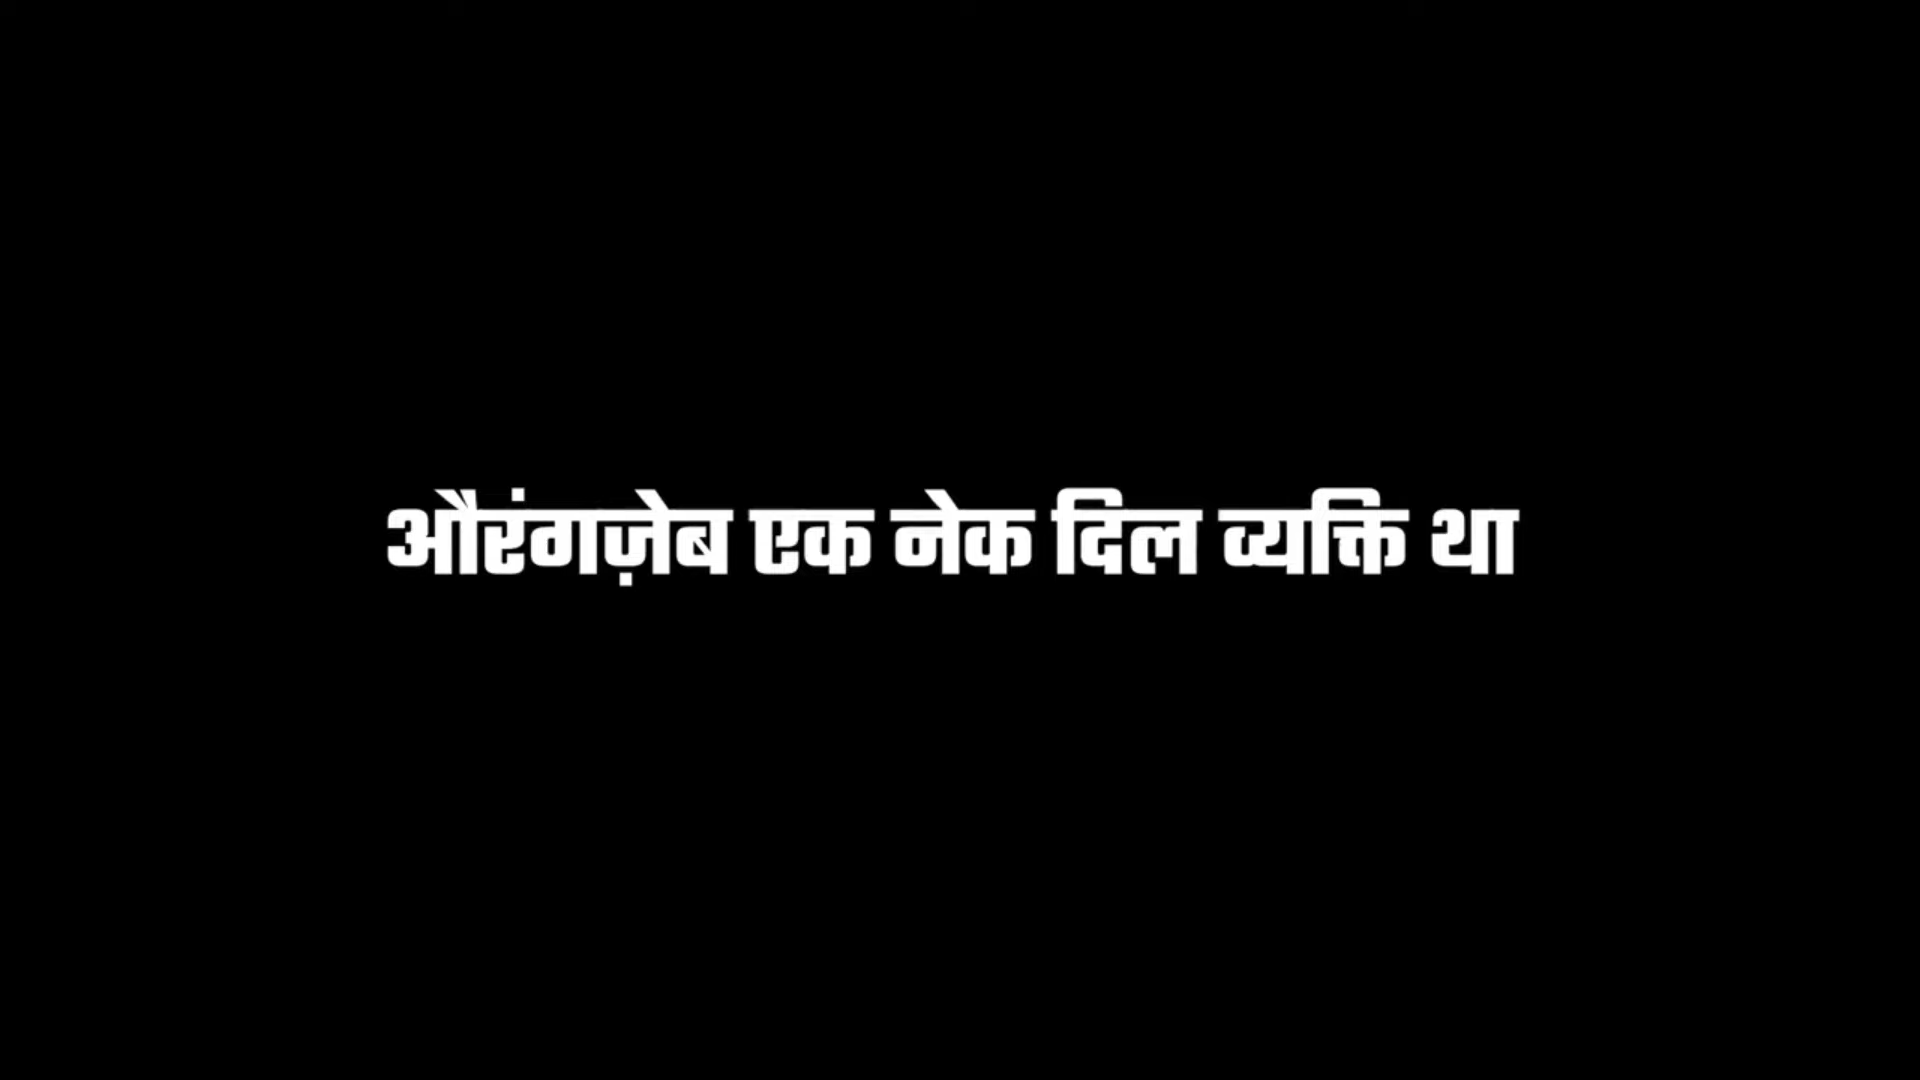 औरंगज़ेब एक नेक दिल व्यक्ति था